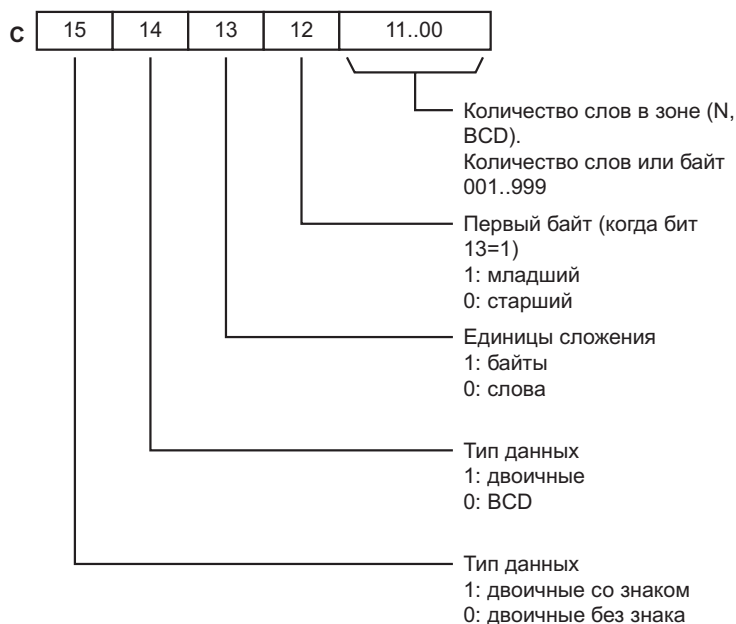 C 15 14 13 12 11..00
Количество слов в зоне (N,
BCD).
Количество слов или байт
001..999
Первый байт (когда бит
13=1)
1: младший
0: старший
Единицы сложения
1: байты
0: слова
Тип данных
1: двоичные
0: BCD
Тип данных
1: двоичные со знаком
0: двоичные без знака